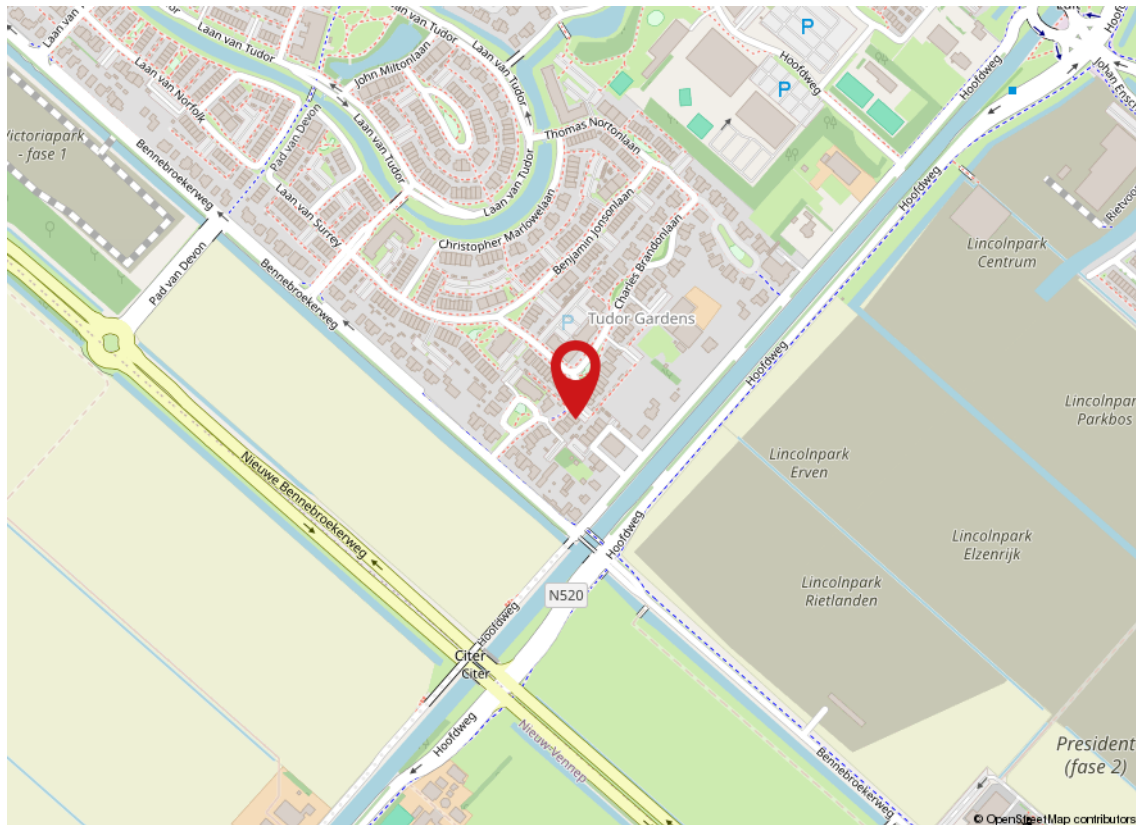 Laan van Tudor
Laan van Tudor
Laan van Tudor
John Miltonlaan
Laan van Norfolk
Pad van Devon
Laan van Tudor
Laan van Tudor
Thomas Nortonlaan
P
P
Hoofdweg
Hoofdweg
Hoofdweg
Victoriapark
- fase 1
Bennebroekerweg
Laan van Surrey
Christopher Marlowelaan
Benjamin Jonsonlaan
Charles Brandonlaan
Lincolnpark
Centrum
Pad van Devon
Bennebroekerweg
P
Tudor Gardens
Hoofdweg
Lincolnpark
Erven
Nieuwe Bennebroekerweg
Hoofdweg
Lincolnpark
Elzenrijk
Lincolnpark
Rietlanden
N520
Hoofdweg
Citer
Citer
Hoofdweg
Nieuw-Vennep
Bennebroekerweg
President
(fase 2)
© OpenStreetMap contributors